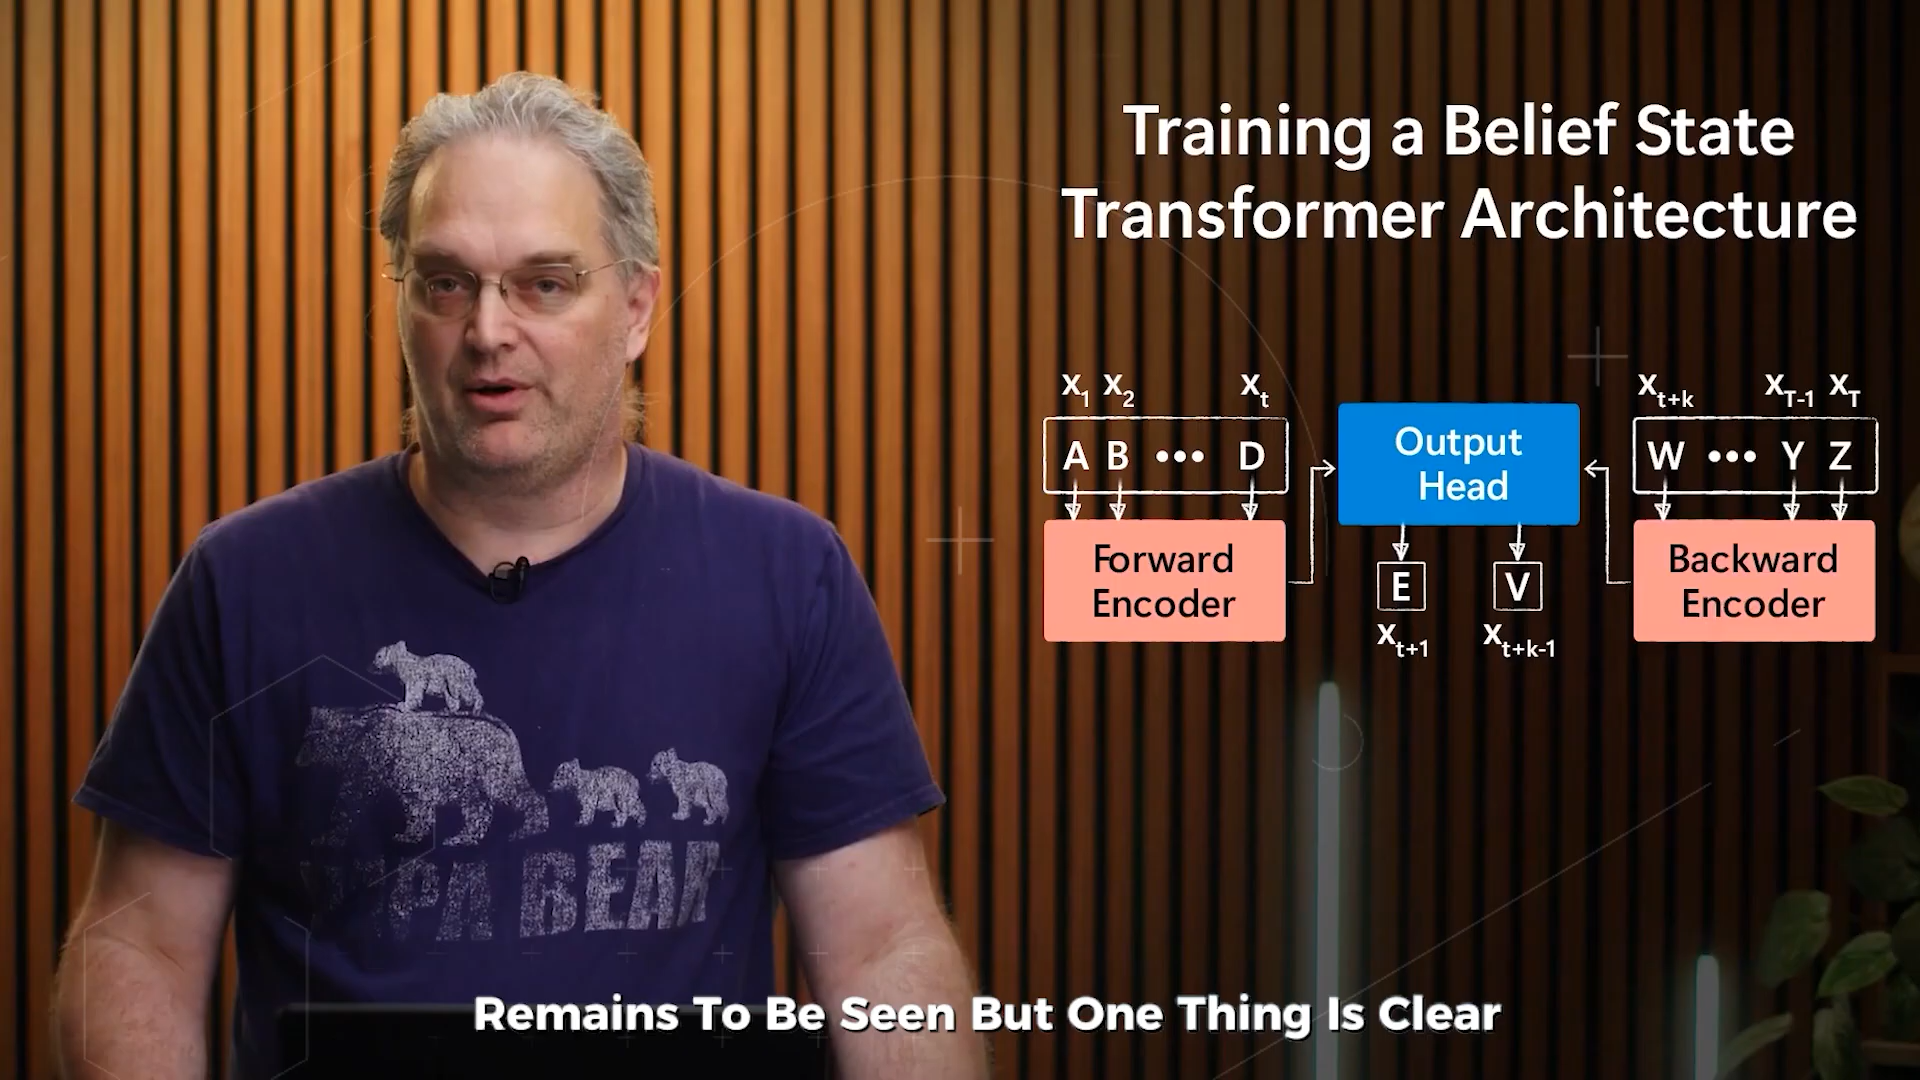 Training a Belief State
Transformer Architecture
x1 x2 xt
xt+k xT-1 xT
A B ••• D
Output
Head
W ••• Y Z
Forward
Encoder
E V
Backward
Encoder
xt+1 xt+k-1
BEAR
Remains To Be Seen But One Thing Is Clear